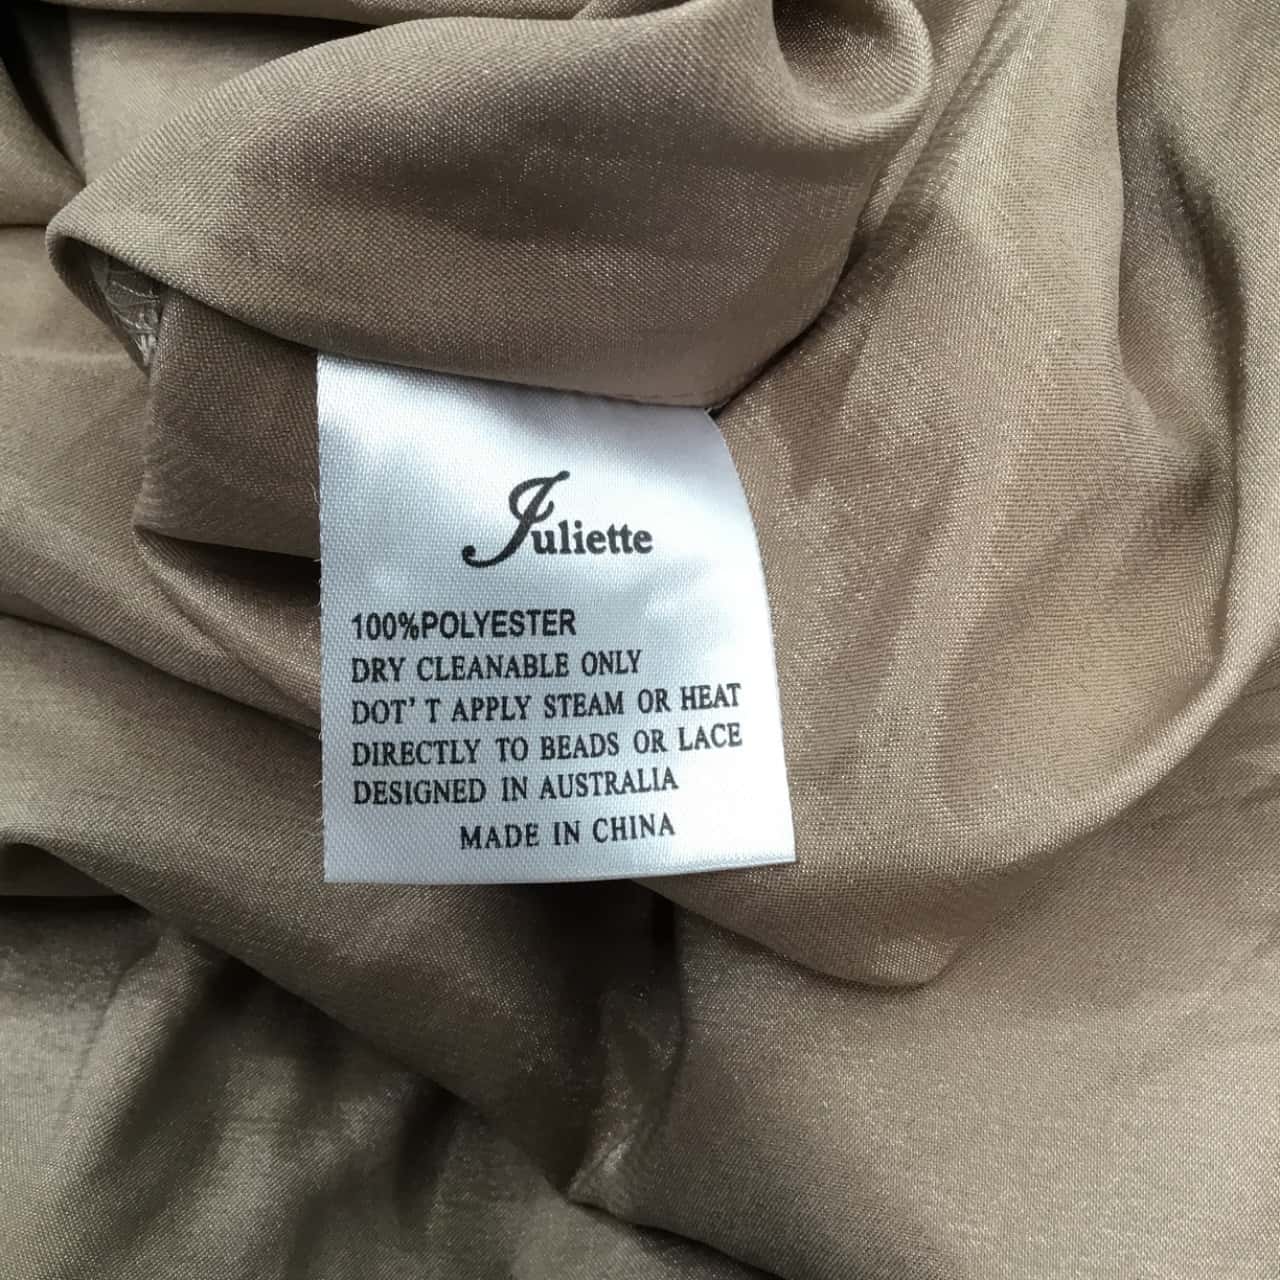 Juliette
100%POLYESTER
DRY CLEANABLE ONLY
DOT' T APPLY STEAM OR HEAT
DIRECTLY TO BEADS OR LACE
DESIGNED IN AUSTRALIA
MADE IN CHINA